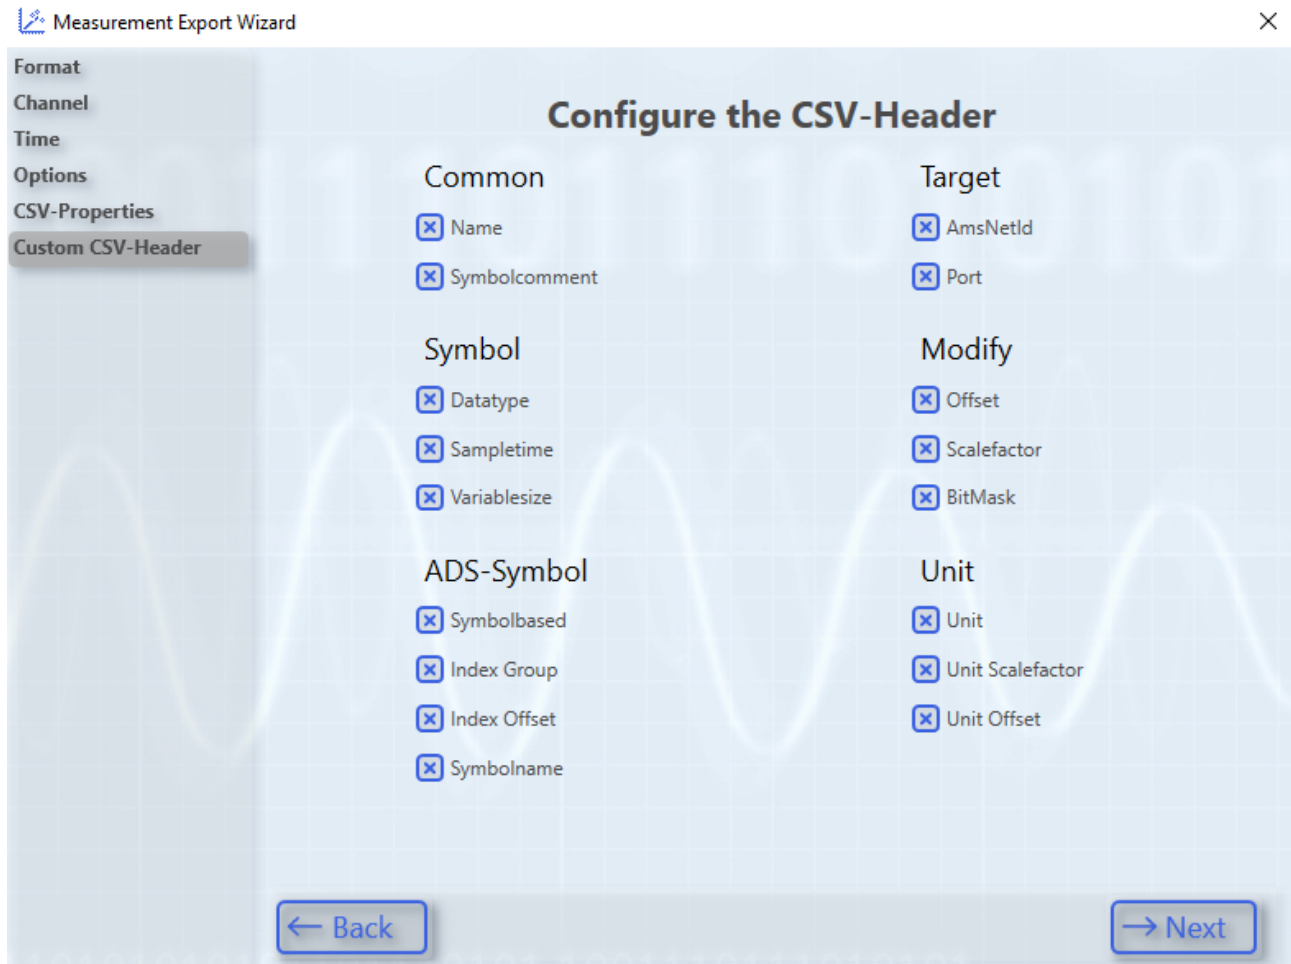 Measurement Export Wizard
Format
Channel
Time
Options
CSV-Properties
Custom CSV-Header
Configure the CSV-Header
Common
Name
Symbolcomment
Symbol
Datatype
Sampletime
Variablesize
ADS-Symbol
Symbolbased
Index Group
Index Offset
Symbolname
Target
AmsNetId
Port
Modify
Offset
Scalefactor
BitMask
Unit
Unit
Unit Scalefactor
Unit Offset
Back
Next